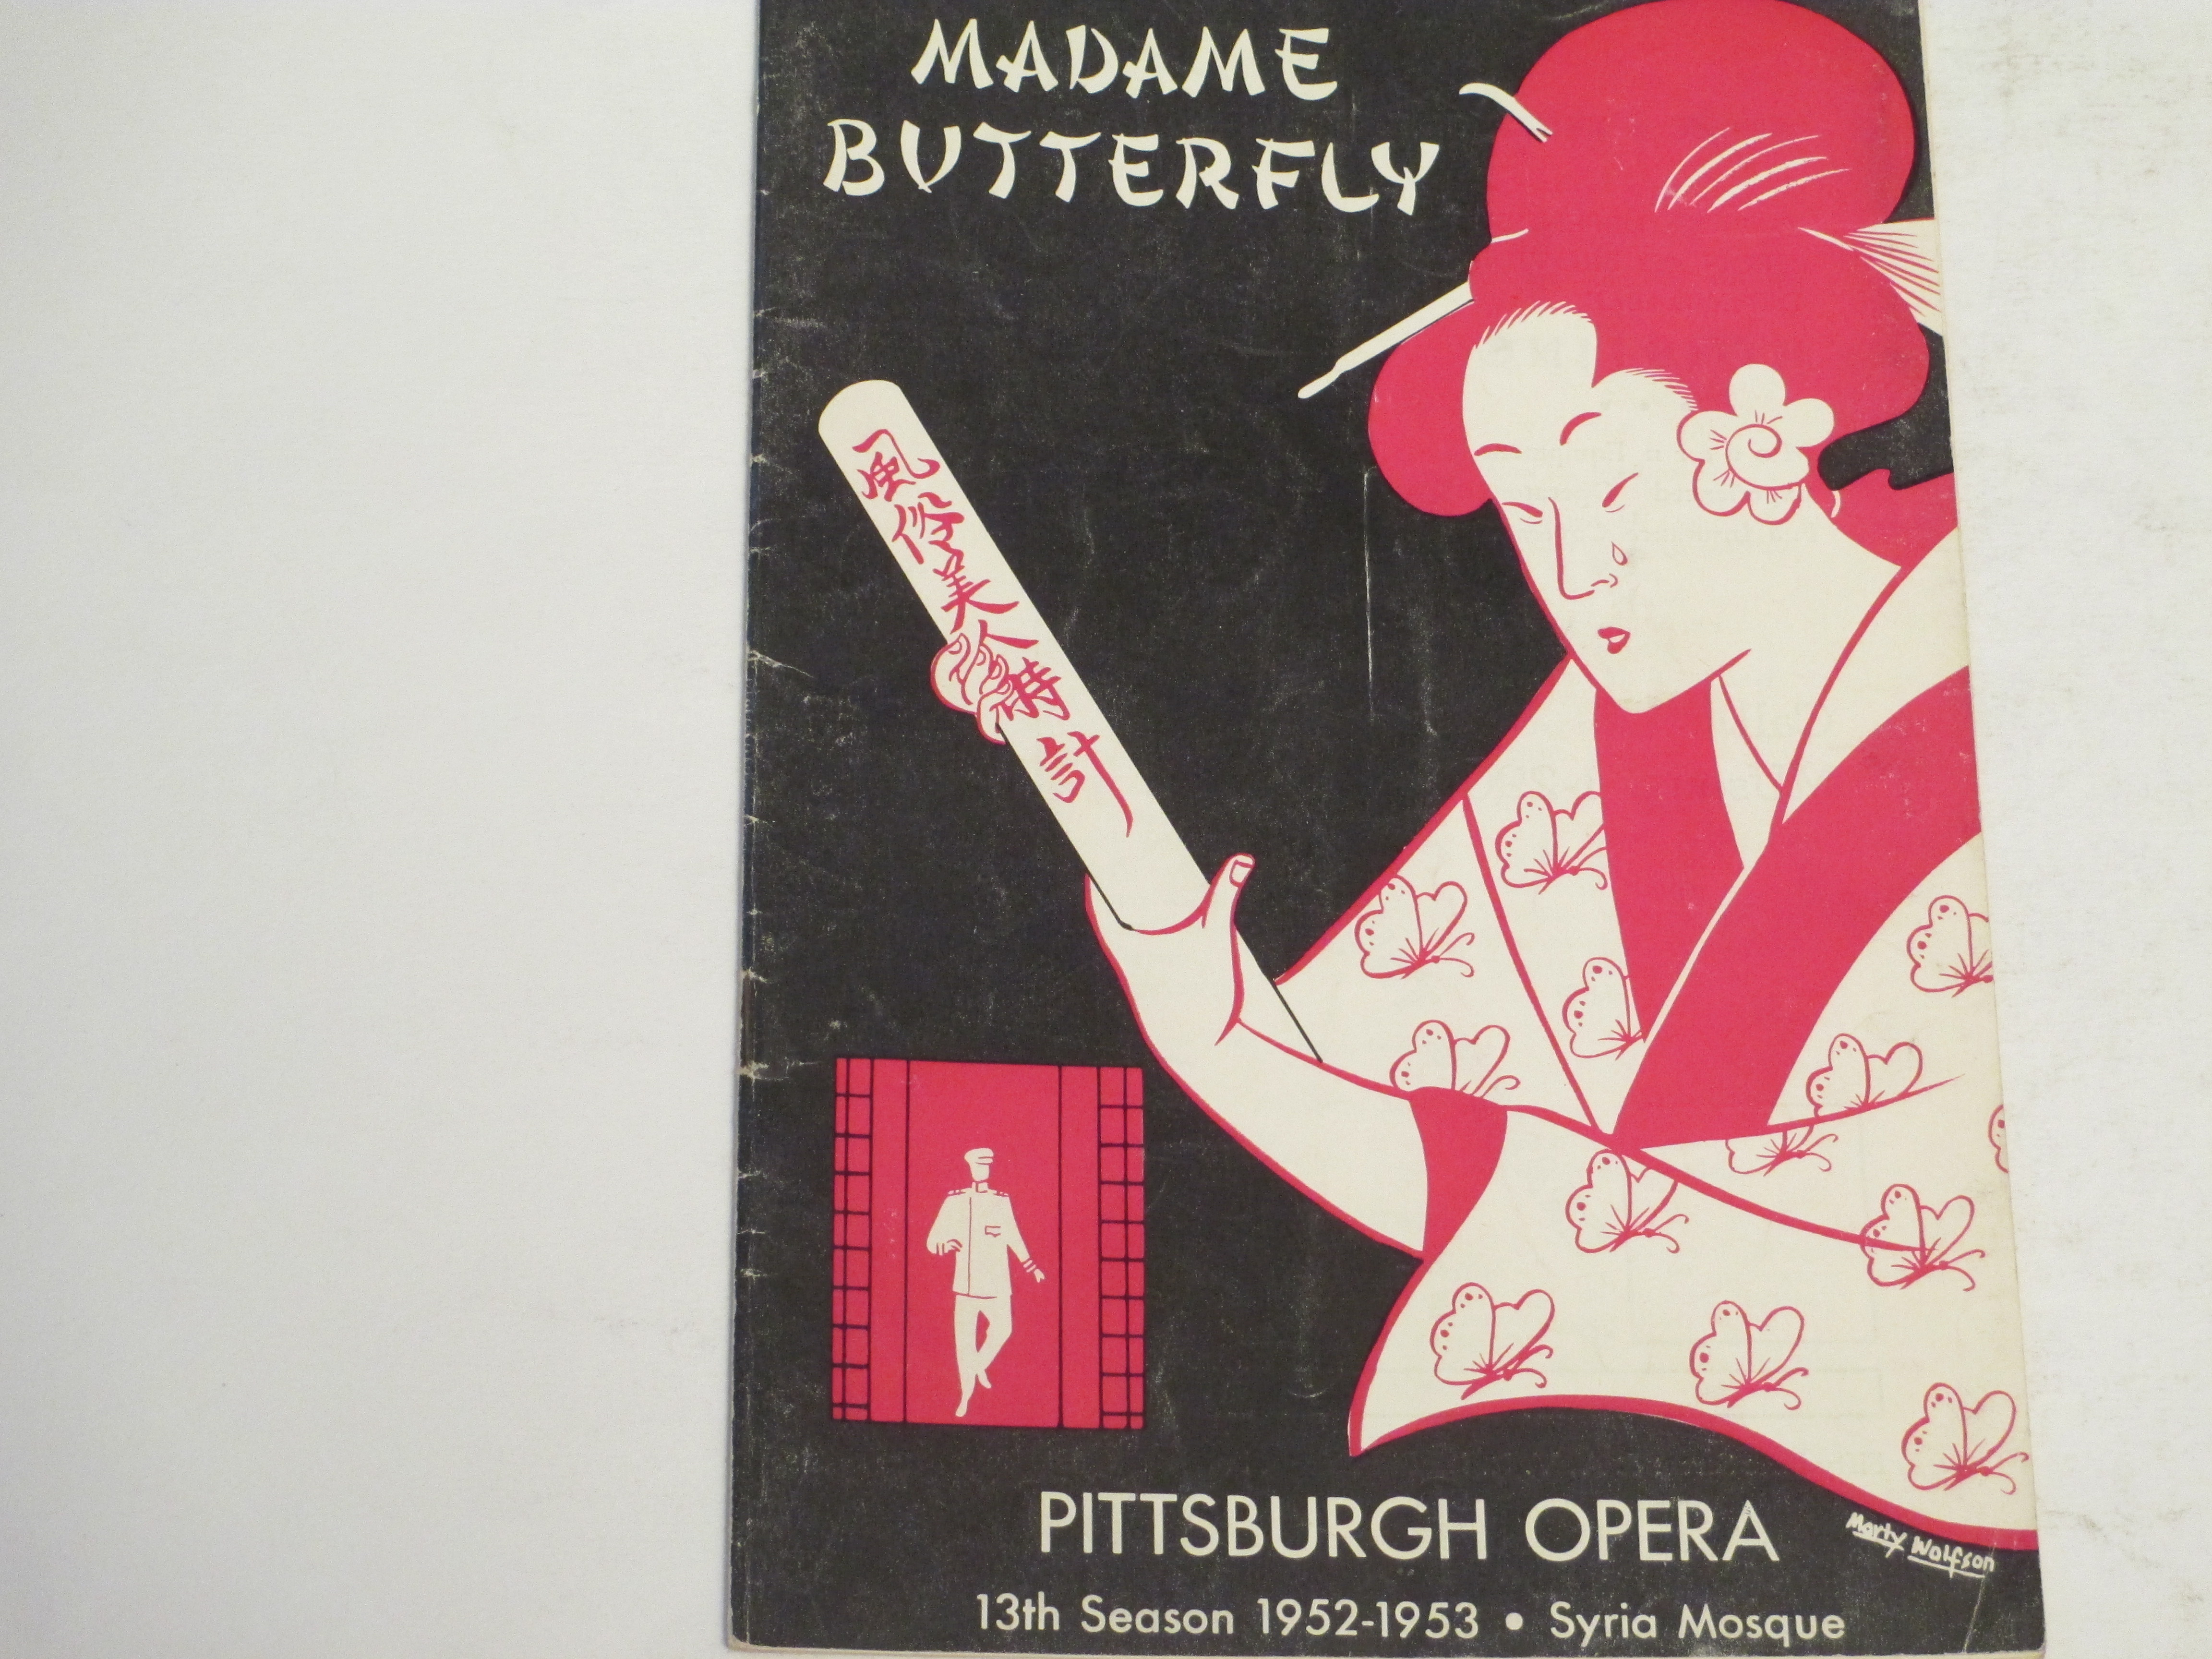 MADAME
BUTTERFLY
風俗美人時計
PITTSBURGH OPERA
Marty Wolfson
13th Season 1952-1953 • Syria Mosque